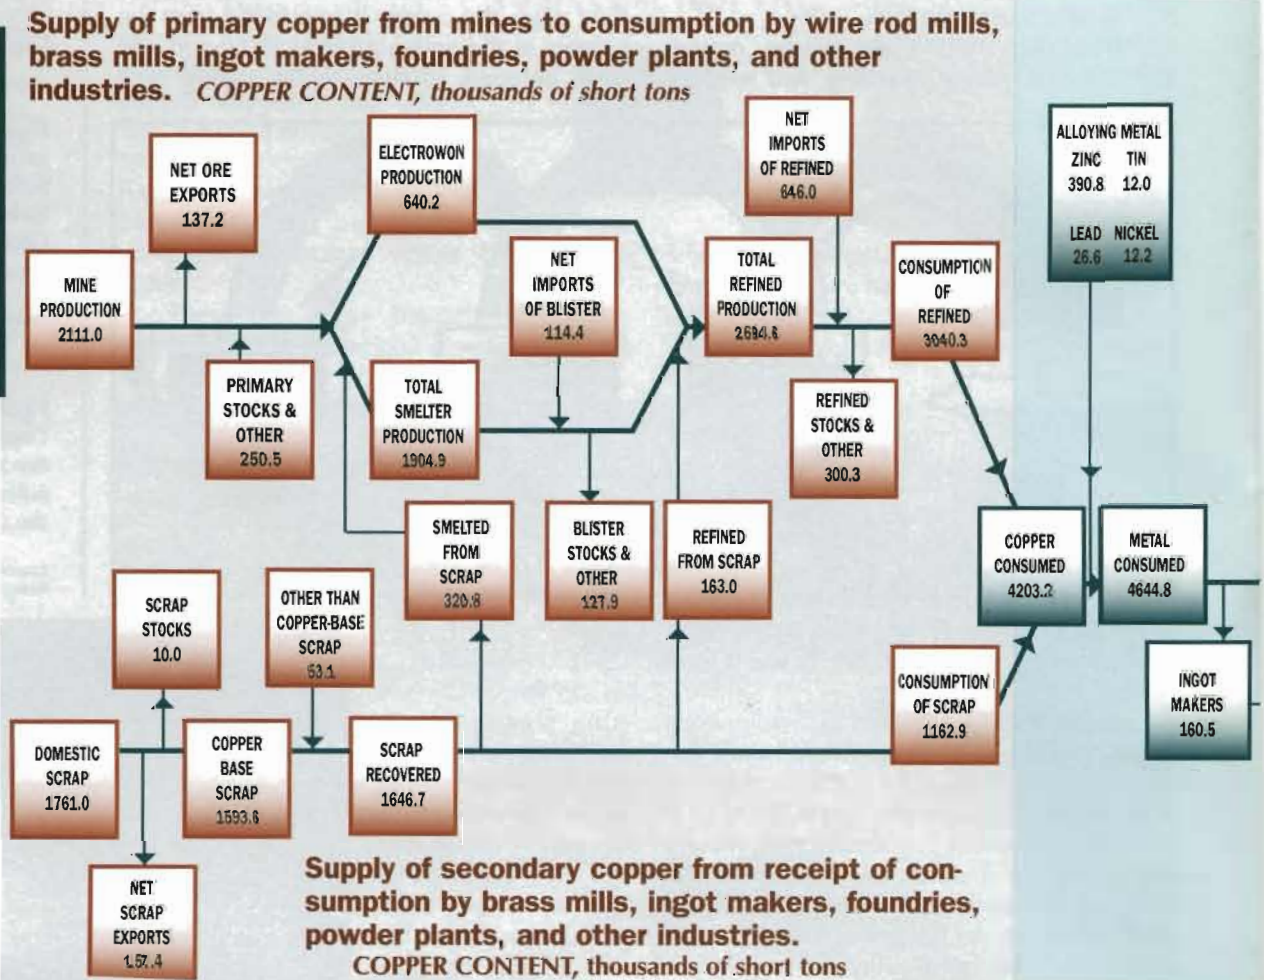 Supply of primary copper from mines to consumption by wire rod mills,
brass mills, ingot makers, foundries, powder plants, and other
industries. COPPER CONTENT, thousands of short tons
MINE
PRODUCTION
2111.0
NET ORE
EXPORTS
137.2
PRIMARY
STOCKS &
OTHER
250.5
ELECTROWON
PRODUCTION
640.2
TOTAL
SMELTER
PRODUCTION
1904.9
NET
IMPORTS
OF BLISTER
114.4
NET
IMPORTS
OF REFINED
646.0
TOTAL
REFINED
PRODUCTION
2694.6
CONSUMPTION
OF
REFINED
3040.3
REFINED
STOCKS &
OTHER
300.3
ALLOYING METAL
ZINC TIN
390.8 12.0
LEAD NICKEL
26.6 12.2
SMELTED
FROM
SCRAP
320.8
BLISTER
STOCKS &
OTHER
127.9
REFINED
FROM SCRAP
163.0
COPPER
CONSUMED
4203.2
METAL
CONSUMED
4644.8
INGOT
MAKERS
160.5
SCRAP
STOCKS
10.0
OTHER THAN
COPPER-BASE
SCRAP
53.1
DOMESTIC
SCRAP
1761.0
COPPER
BASE
SCRAP
1593.6
SCRAP
RECOVERED
1646.7
CONSUMPTION
OF SCRAP
1162.9
NET
SCRAP
EXPORTS
157.4
Supply of secondary copper from receipt of con-
sumption by brass mills, ingot makers, foundries,
powder plants, and other industries.
COPPER CONTENT, thousands of short tons